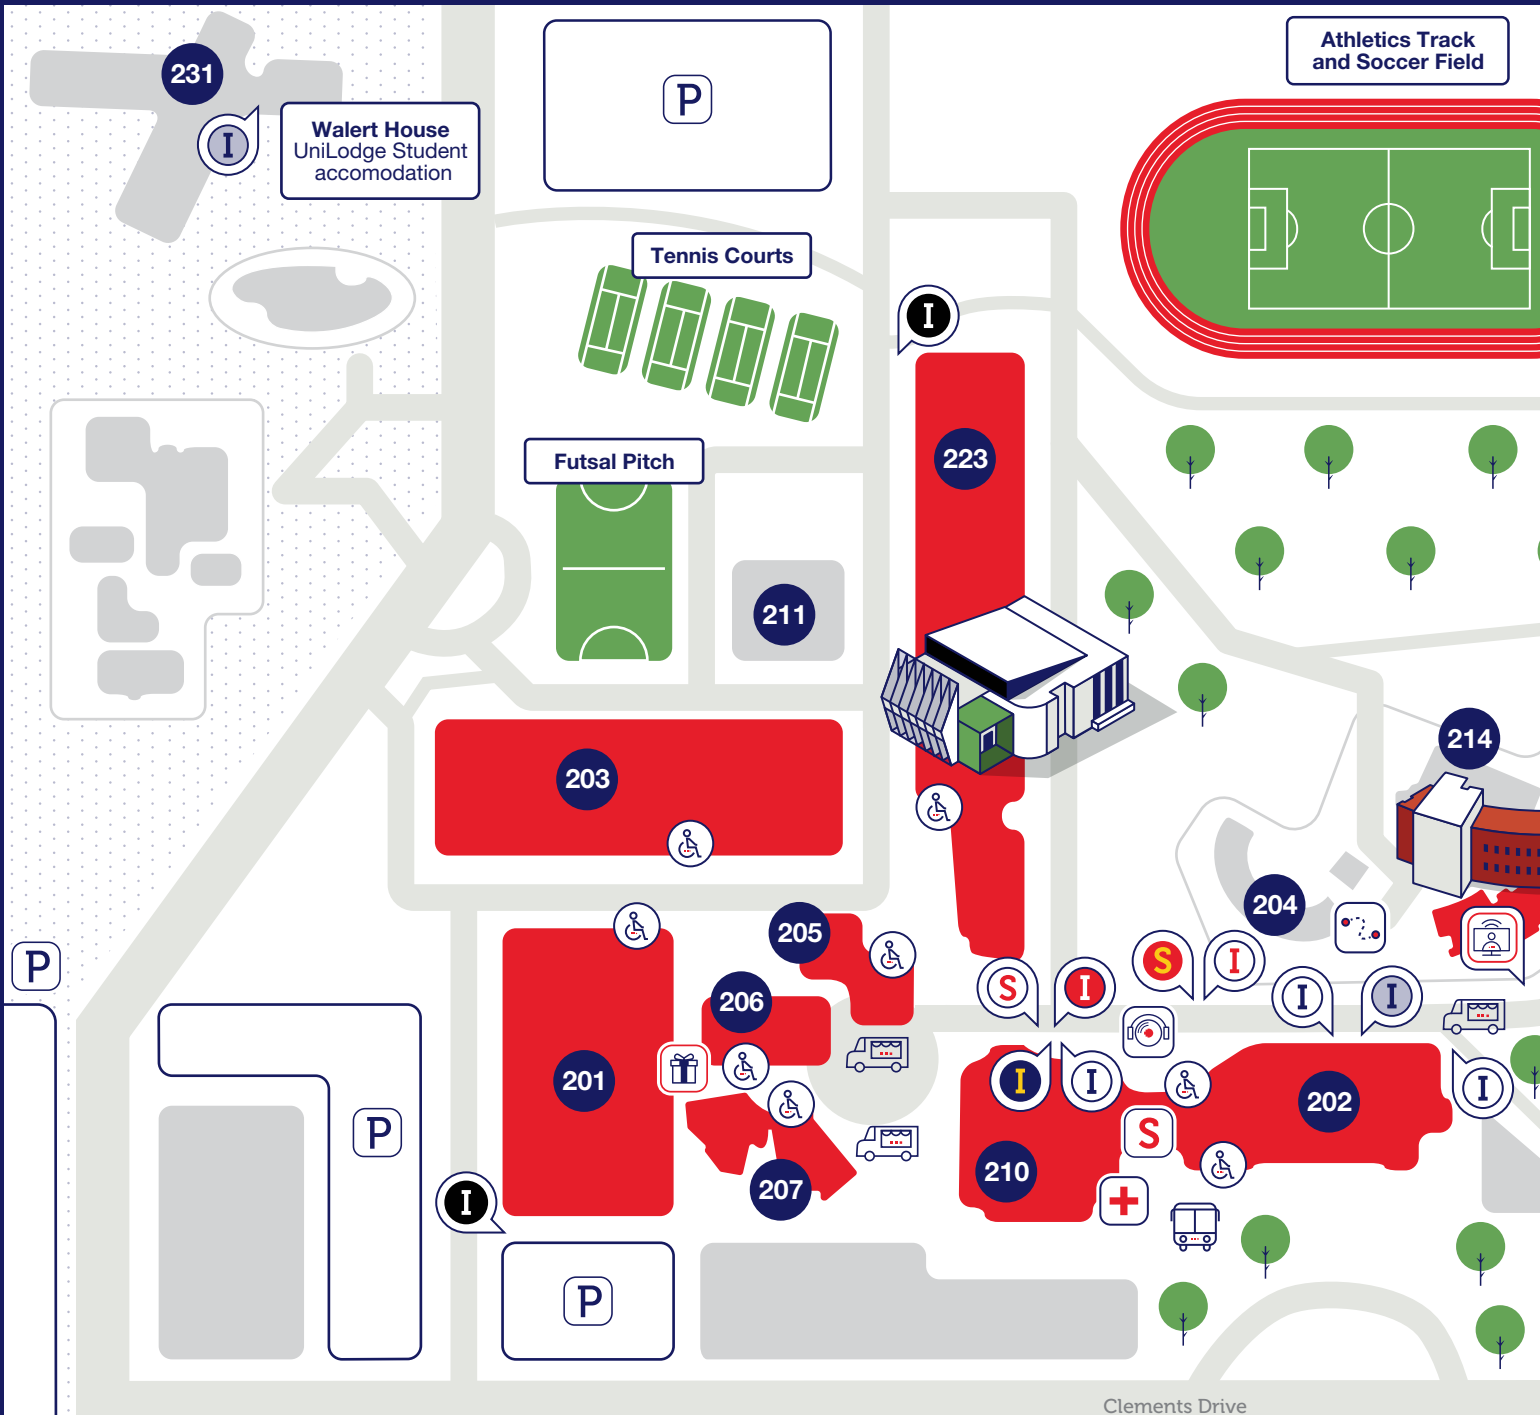 Athletics Track
and Soccer Field
231
P
Walert House
UniLodge Student
accomodation
I
Tennis Courts
I
Futsal Pitch
223
211
214
203
204
205
S
I
P
S
I
I
I
206
201
I
I
I
202
P
S
210
207
I
P
Clements Drive